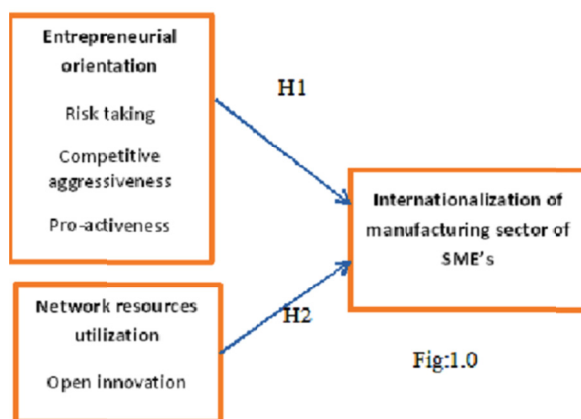 Entrepreneurial
orientation
Risk taking
Competitive
aggressiveness
Pro-activeness
H1
Internationalization of
manufacturing sector of
SME's
Network resources
utilization
Open innovation
H2
Fig:1.0